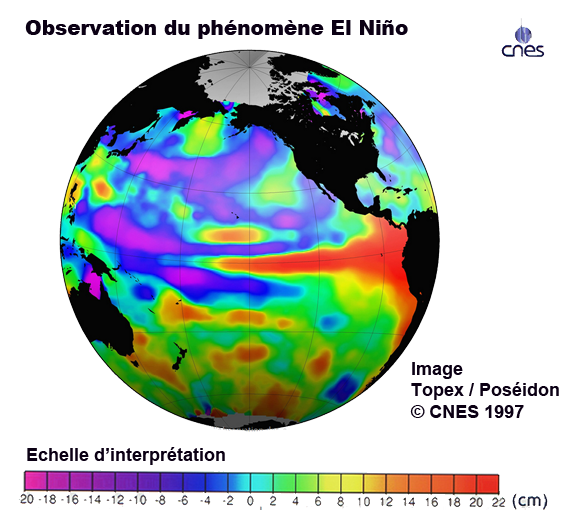 Observation du phénomène El Niño
cnes
Image
Topex / Poséidon
© CNES 1997
Echelle d'interprétation
20 -18 -16 -14 -12 -10 -8 -6 -4 -2 0 2 4 6 8 10 12 14 16 18 20 22 (cm)